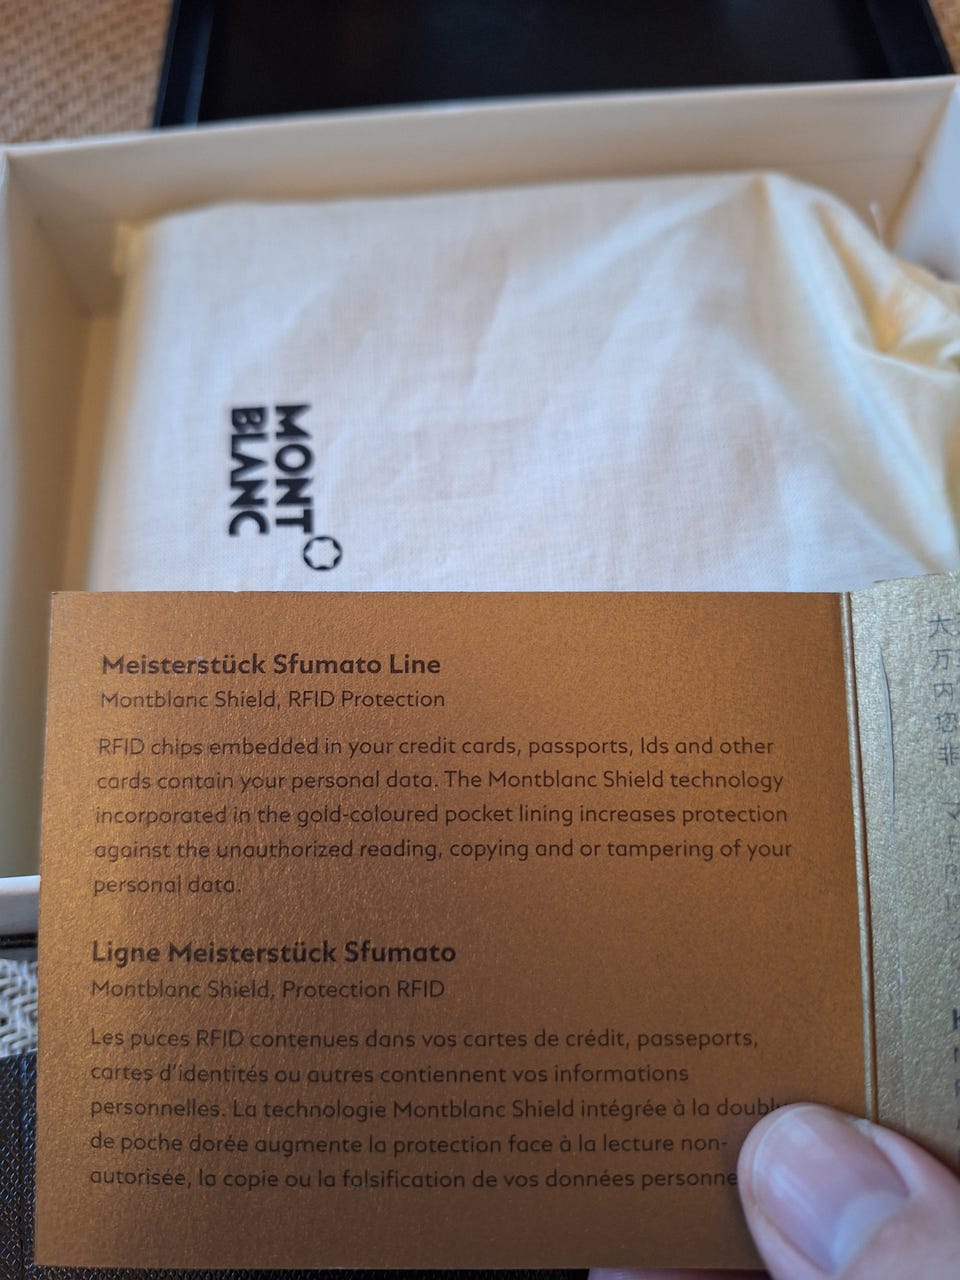 MONT
BLANC
Meisterstück Sfumato Line
Montblanc Shield, RFID Protection
RFID chips embedded in your credit cards, passports, Ids and other
cards contain your personal data. The Montblanc Shield technology
incorporated in the gold-coloured pocket lining increases protection
against the unauthorized reading, copying and or tampering of your
personal data.
Ligne Meisterstück Sfumato
Montblanc Shield, Protection RFID
Les puces RFID contenues dans vos cartes de crédit, passeports,
cartes d'identités ou autres contiennent vos informations
personnelles. La technologie Montblanc Shield intégrée à la
de poche dorée augmente la protection face à la lecture non-
autorisée, la copie ou la falsification de vos données
大
万
内
您
非